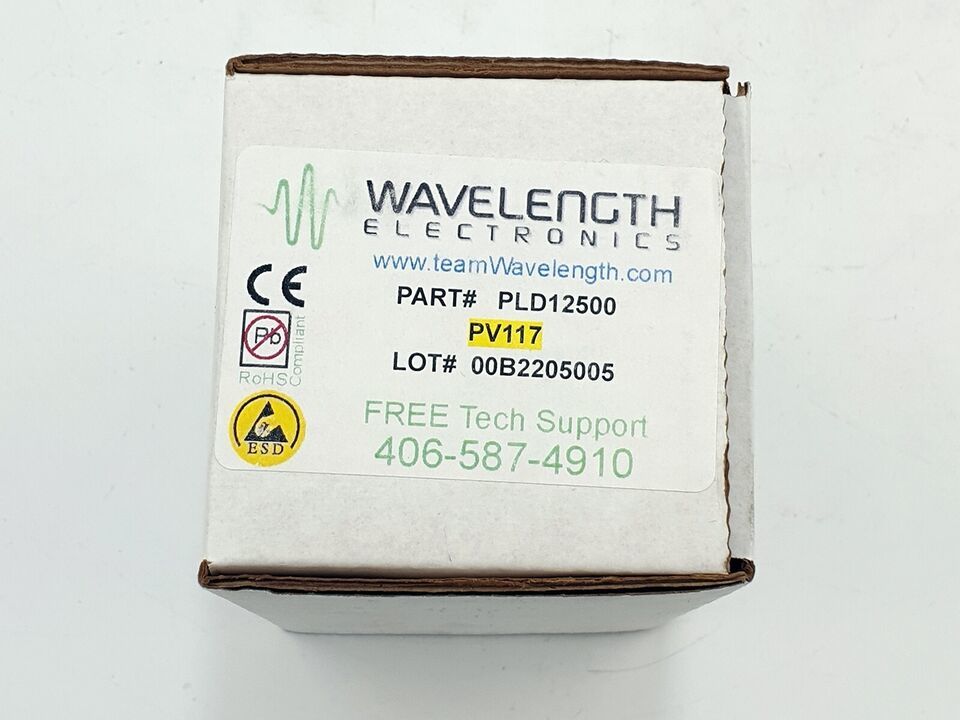 WAVELENGTH
ELECTRONICS
www.teamWavelength.com
CE
PART# PLD12500
PV117
LOT# 00B2205005
Pb
Compliant
RoHS
ESD
FREE Tech Support
406-587-4910